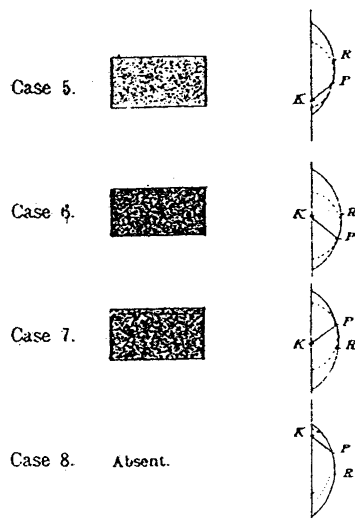 R
Case 5.
P
K
Case 6.
K
R
P
Case 7.
P
K
R
Case 8. Absent.
K
P
R